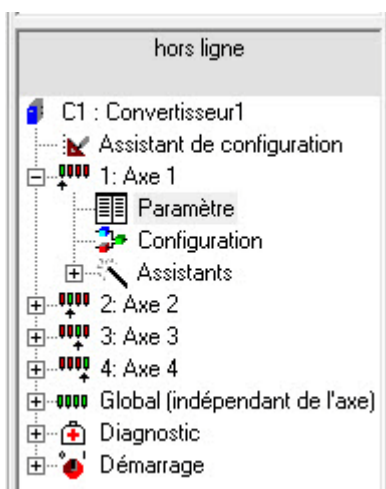 hors ligne
C1 : Convertisseur1
Assistant de configuration
1: Axe 1
Paramètre
Configuration
Assistants
2: Axe 2
3: Axe 3
4: Axe 4
Global (indépendant de l'axe)
Diagnostic
Démarrage